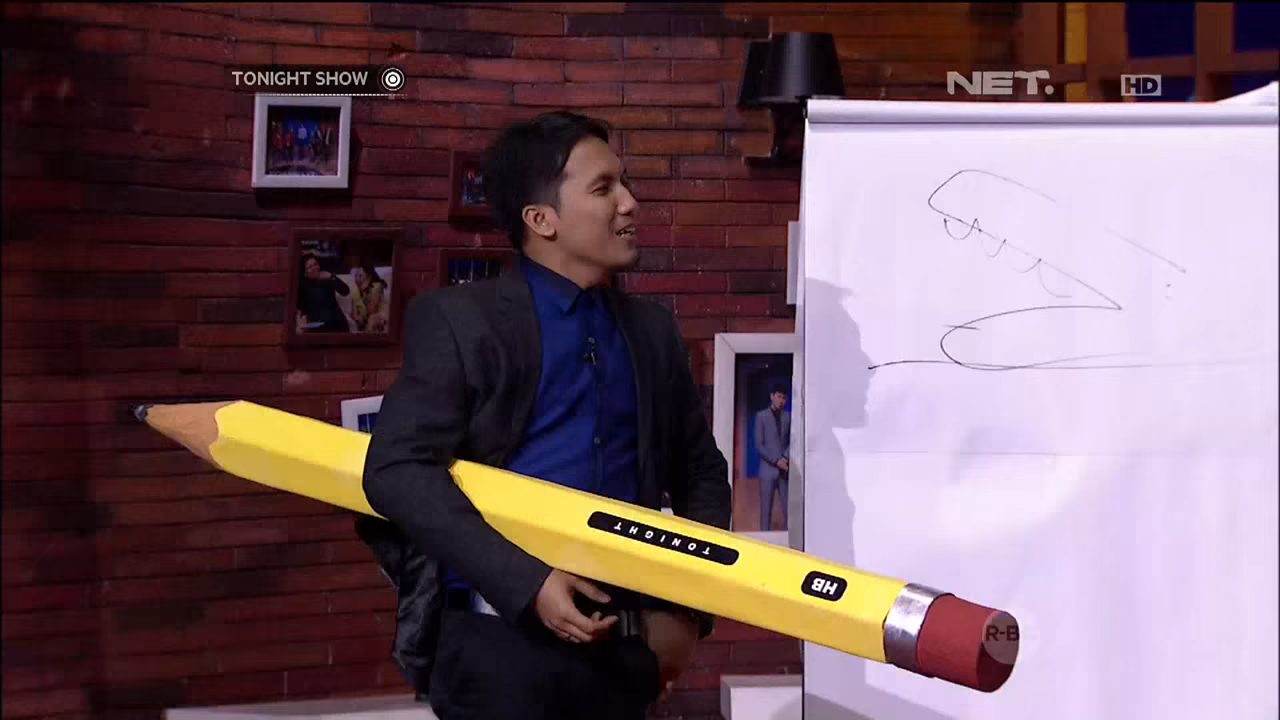 TONIGHT SHOW
NET.
HD
TONIGHT
HB
R-B